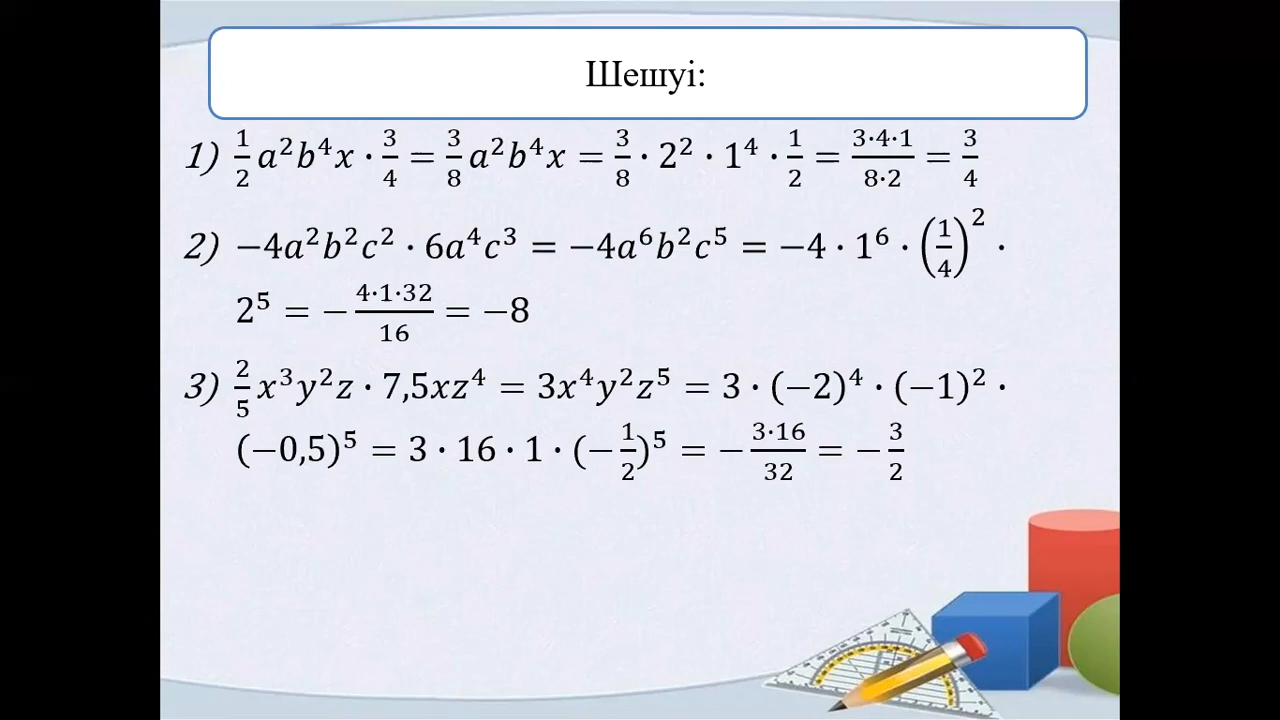 Шешуі:
1) 1/2 a²b⁴x · 3/4 = 3/8 a²b⁴x = 3/8 · 2² · 1⁴ · 1/2 = 3·4·1/8·2 = 3/4
2) −4a²b²c² · 6a⁴c³ = −4a⁶b²c⁵ = −4 · 1⁶ · (1/4)² ·
2⁵ = − 4·1·32/16 = −8
3) 2/5 x³y²z · 7,5xz⁴ = 3x⁴y²z⁵ = 3 · (−2)⁴ · (−1)² ·
(−0,5)⁵ = 3 · 16 · 1 · (− 1/2)⁵ = − 3·16/32 = − 3/2